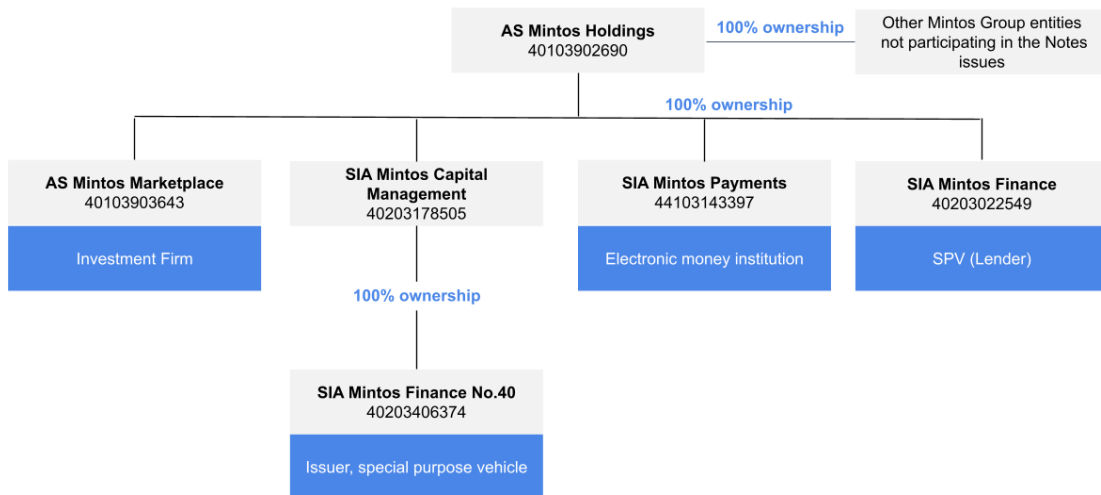 AS Mintos Holdings
40103902690
100% ownership
Other Mintos Group entities
not participating in the Notes
issues
100% ownership
AS Mintos Marketplace
40103903643
Investment Firm
SIA Mintos Capital
Management
40203178505
SIA Mintos Payments
44103143397
Electronic money institution
SIA Mintos Finance
40203022549
SPV (Lender)
100% ownership
SIA Mintos Finance No.40
40203406374
Issuer, special purpose vehicle